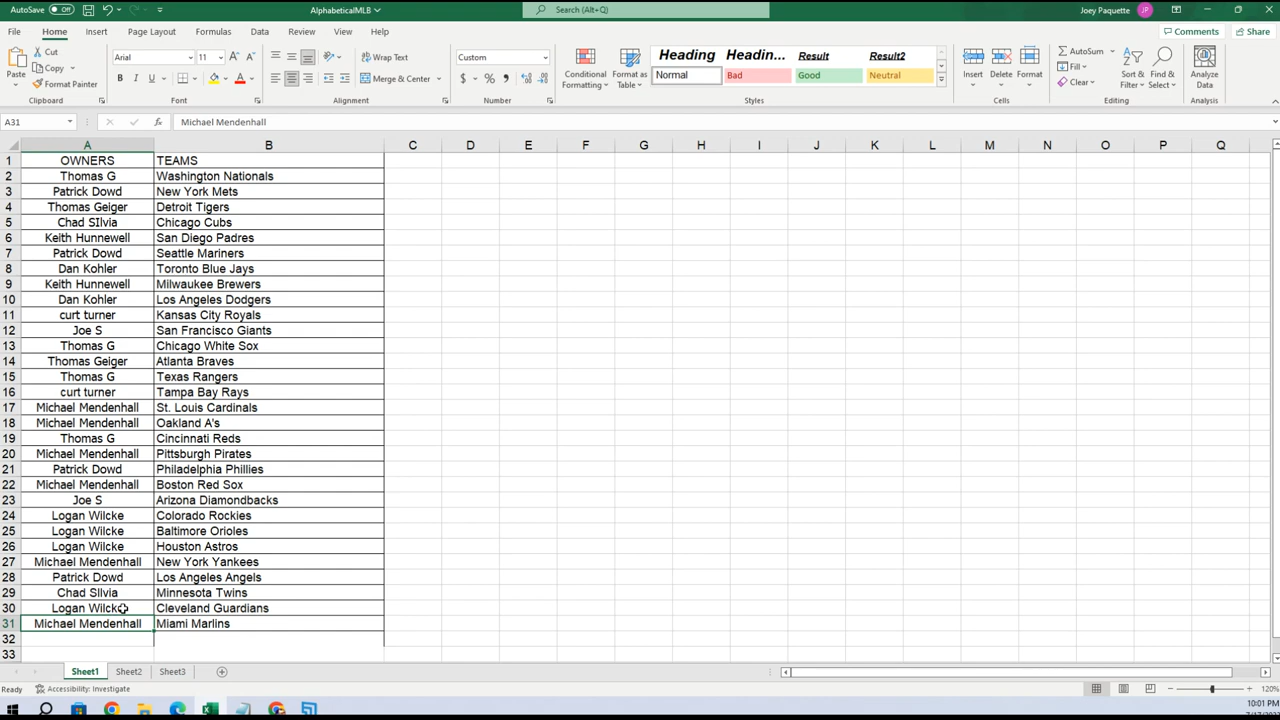 AutoSave Off AlphabeticalMLB Search (Alt+Q) Joey Paquette JP
File Home Insert Page Layout Formulas Data Review View Help Comments Share
Paste Cut Copy Format Painter Clipboard
Arial 11 B I U A Font
Wrap Text Merge & Center Alignment
Custom $ % , Number
Conditional Formatting Format as Table
Heading Headin... Result Result2
Normal Bad Good Neutral
Styles
Insert Delete Format Cells
AutoSum Fill Clear Sort & Filter Find & Select Editing
Analyze Data Analysis
A31 fx Michael Mendenhall
A B C D E F G H I J K L M N O P Q
1 OWNERS TEAMS
2 Thomas G Washington Nationals
3 Patrick Dowd New York Mets
4 Thomas Geiger Detroit Tigers
5 Chad SIlvia Chicago Cubs
6 Keith Hunnewell San Diego Padres
7 Patrick Dowd Seattle Mariners
8 Dan Kohler Toronto Blue Jays
9 Keith Hunnewell Milwaukee Brewers
10 Dan Kohler Los Angeles Dodgers
11 curt turner Kansas City Royals
12 Joe S San Francisco Giants
13 Thomas G Chicago White Sox
14 Thomas Geiger Atlanta Braves
15 Thomas G Texas Rangers
16 curt turner Tampa Bay Rays
17 Michael Mendenhall St. Louis Cardinals
18 Michael Mendenhall Oakland A's
19 Thomas G Cincinnati Reds
20 Michael Mendenhall Pittsburgh Pirates
21 Patrick Dowd Philadelphia Phillies
22 Michael Mendenhall Boston Red Sox
23 Joe S Arizona Diamondbacks
24 Logan Wilcke Colorado Rockies
25 Logan Wilcke Baltimore Orioles
26 Logan Wilcke Houston Astros
27 Michael Mendenhall New York Yankees
28 Patrick Dowd Los Angeles Angels
29 Chad SIlvia Minnesota Twins
30 Logan Wilcke Cleveland Guardians
31 Michael Mendenhall Miami Marlins
32
33
Sheet1 Sheet2 Sheet3
Ready Accessibility: Investigate 120%
10:01 PM